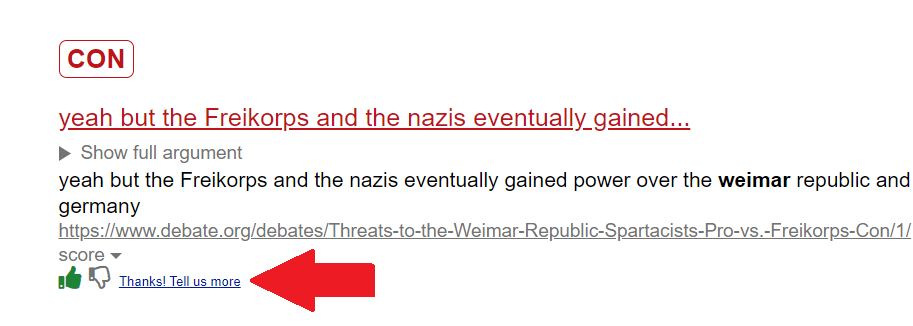 CON
yeah but the Freikorps and the nazis eventually gained...
Show full argument
yeah but the Freikorps and the nazis eventually gained power over the weimar republic and
germany
https://www.debate.org/debates/Threats-to-the-Weimar-Republic-Spartacists-Pro-vs.-Freikorps-Con/1/
score
Thanks! Tell us more